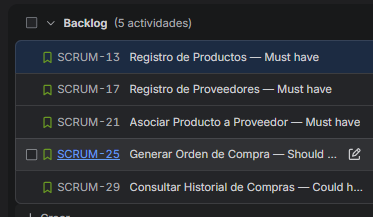 Backlog (5 actividades)
SCRUM-13 Registro de Productos — Must have
SCRUM-17 Registro de Proveedores — Must have
SCRUM-21 Asociar Producto a Proveedor — Must have
SCRUM-25 Generar Orden de Compra — Should ...
SCRUM-29 Consultar Historial de Compras — Could h...